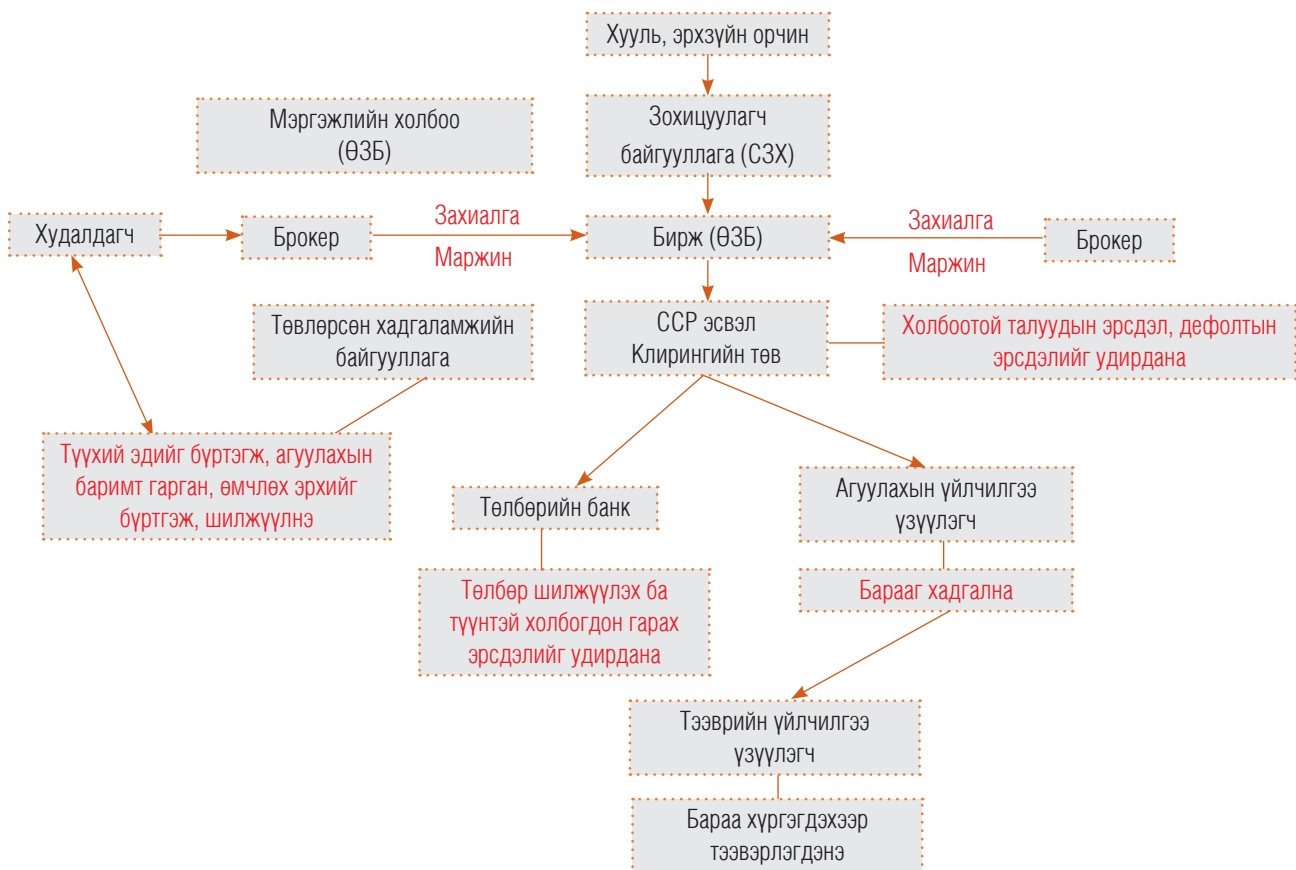 Хууль, эрхзүйн орчин
Мэргэжлийн холбоо
(ӨЗБ)
Зохицуулагч
байгууллага (СЗХ)
Худалдагч
Брокер
Захиалга
Маржин
Бирж (ӨЗБ)
Захиалга
Маржин
Брокер
Төвлөрсөн хадгаламжийн
байгууллага
ССР эсвэл
Клирингийн төв
Холбоотой талуудын эрсдэл, дефолтын
эрсдэлийг удирдана
Түүхий эдийг бүртэгж, агуулахын
баримт гарган, өмчлөх эрхийг
бүртгэж, шилжүүлнэ
Төлбөрийн банк
Агуулахын үйлчилгээ
үзүүлэгч
Төлбөр шилжүүлэх ба
түүнтэй холбогдон гарах
эрсдэлийг удирдана
Барааг хадгална
Тээврийн үйлчилгээ
үзүүлэгч
Бараа хүргэгдэхээр
тээвэрлэгдэнэ